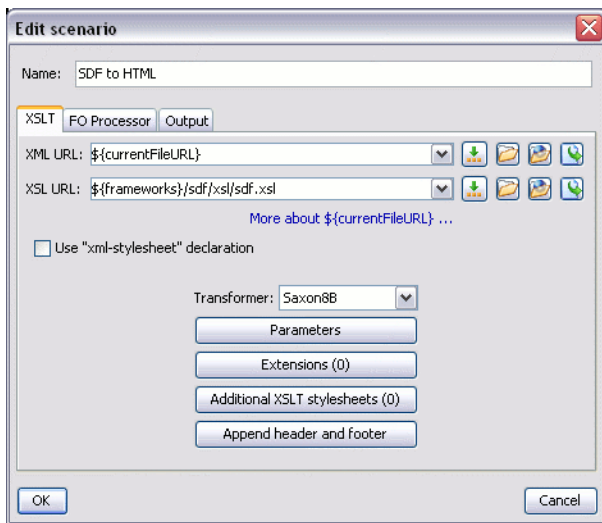 Edit scenario
Name: SDF to HTML
XSLT FO Processor Output
XML URL: ${currentFileURL}
XSL URL: ${frameworks}/sdf/xsl/sdf.xsl
More about ${currentFileURL} ...
Use "xml-stylesheet" declaration
Transformer: Saxon8B
Parameters
Extensions (0)
Additional XSLT stylesheets (0)
Append header and footer
OK Cancel